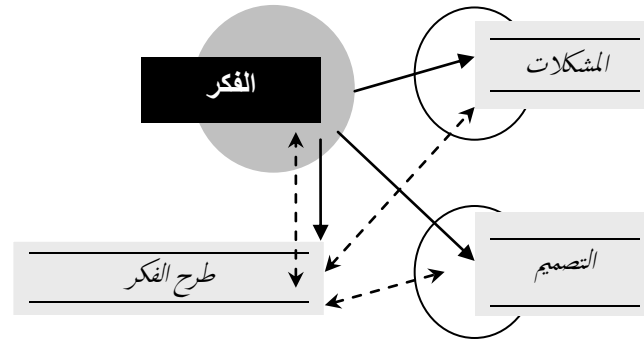 الفكر
المشكلات
طرح الفكر
التصميم